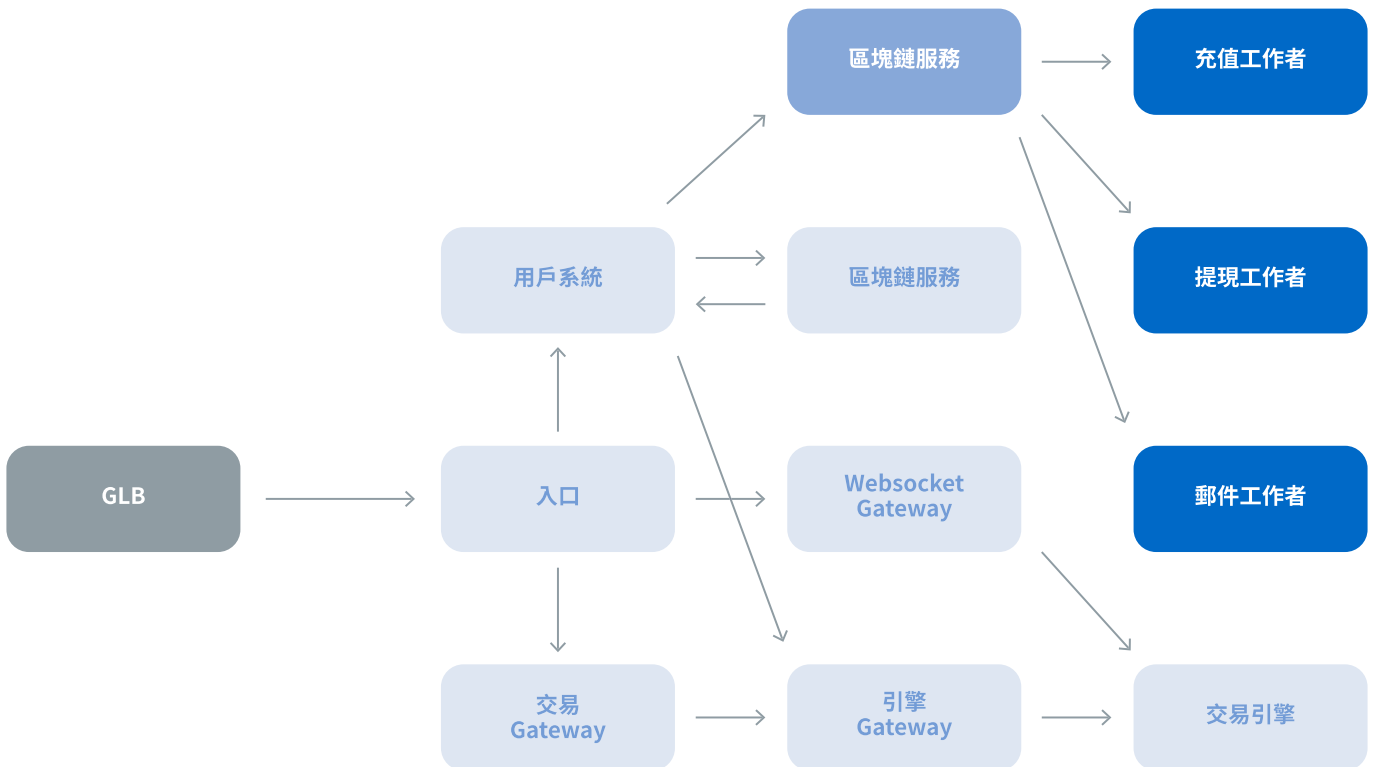 區塊鏈服務
充值工作者
用戶系統
區塊鏈服務
提現工作者
GLB
入口
Websocket
Gateway
郵件工作者
交易
Gateway
引擎
Gateway
交易引擎